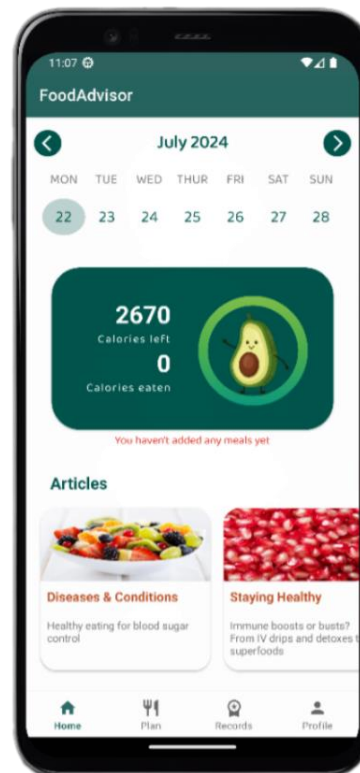 11:07
FoodAdvisor
July 2024
MON TUE WED THUR FRI SAT SUN
22 23 24 25 26 27 28
2670
Calories left
0
Calories eaten
You haven't added any meals yet
Articles
Diseases & Conditions
Healthy eating for blood sugar
control
Staying Healthy
Immune boosts or busts?
From IV drips and detoxes t
superfoods
Home Plan Records Profile